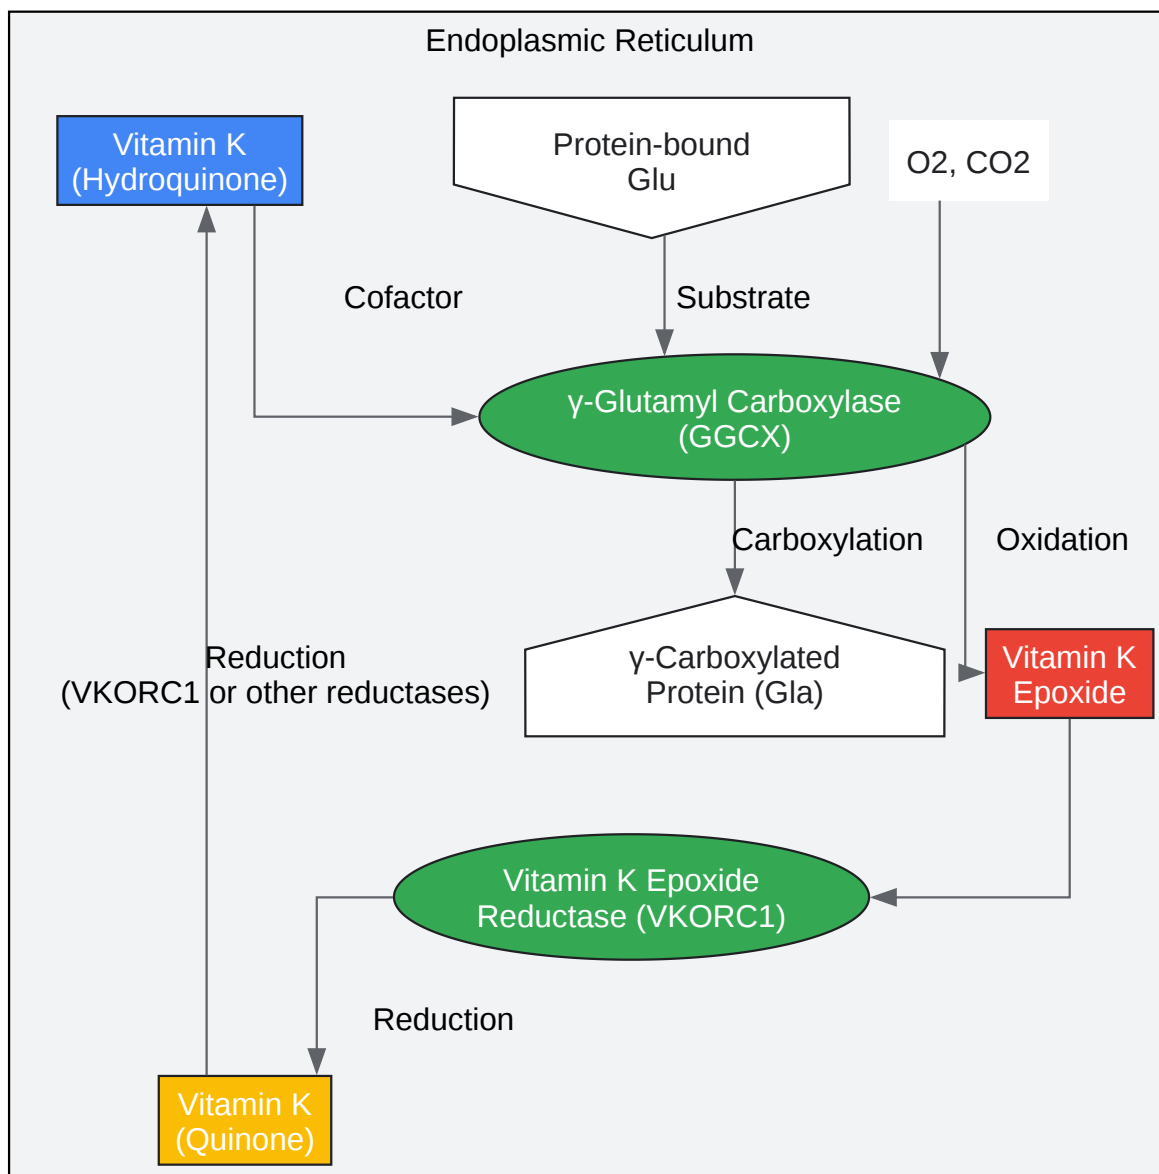 Endoplasmic Reticulum
Vitamin K
(Hydroquinone)
Protein-bound
Glu
O2, CO2
Cofactor
Substrate
γ-Glutamyl Carboxylase
(GGCX)
Carboxylation
Oxidation
Reduction
(VKORC1 or other reductases)
γ-Carboxylated
Protein (Gla)
Vitamin K
Epoxide
Vitamin K Epoxide
Reductase (VKORC1)
Reduction
Vitamin K
(Quinone)